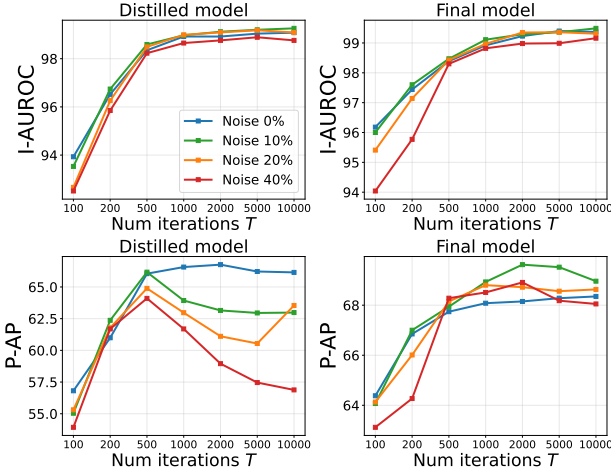 Distilled model
I-AUROC
98
96
94
Noise 0%
Noise 10%
Noise 20%
Noise 40%
100 200 500 1000 2000 5000 10000
Num iterations T
Final model
I-AUROC
99
98
97
96
95
94
100 200 500 1000 2000 5000 10000
Num iterations T
Distilled model
P-AP
65.0
62.5
60.0
57.5
55.0
100 200 500 1000 2000 5000 10000
Num iterations T
Final model
P-AP
68
66
64
100 200 500 1000 2000 5000 10000
Num iterations T